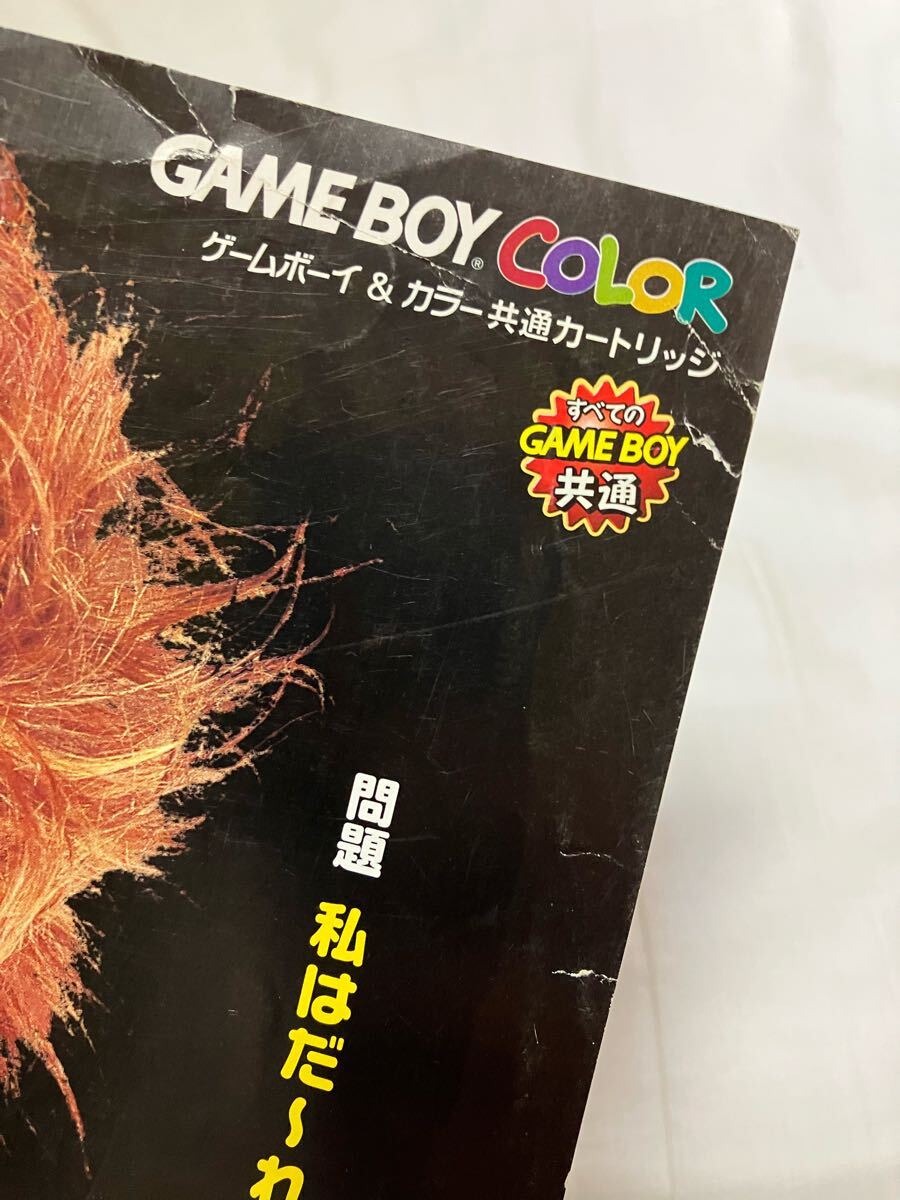 GAME BOY® COLOR
ゲームボーイ & カラー共通カートリッジ
すべての
GAME BOY
共通
問題
私はだ～れ